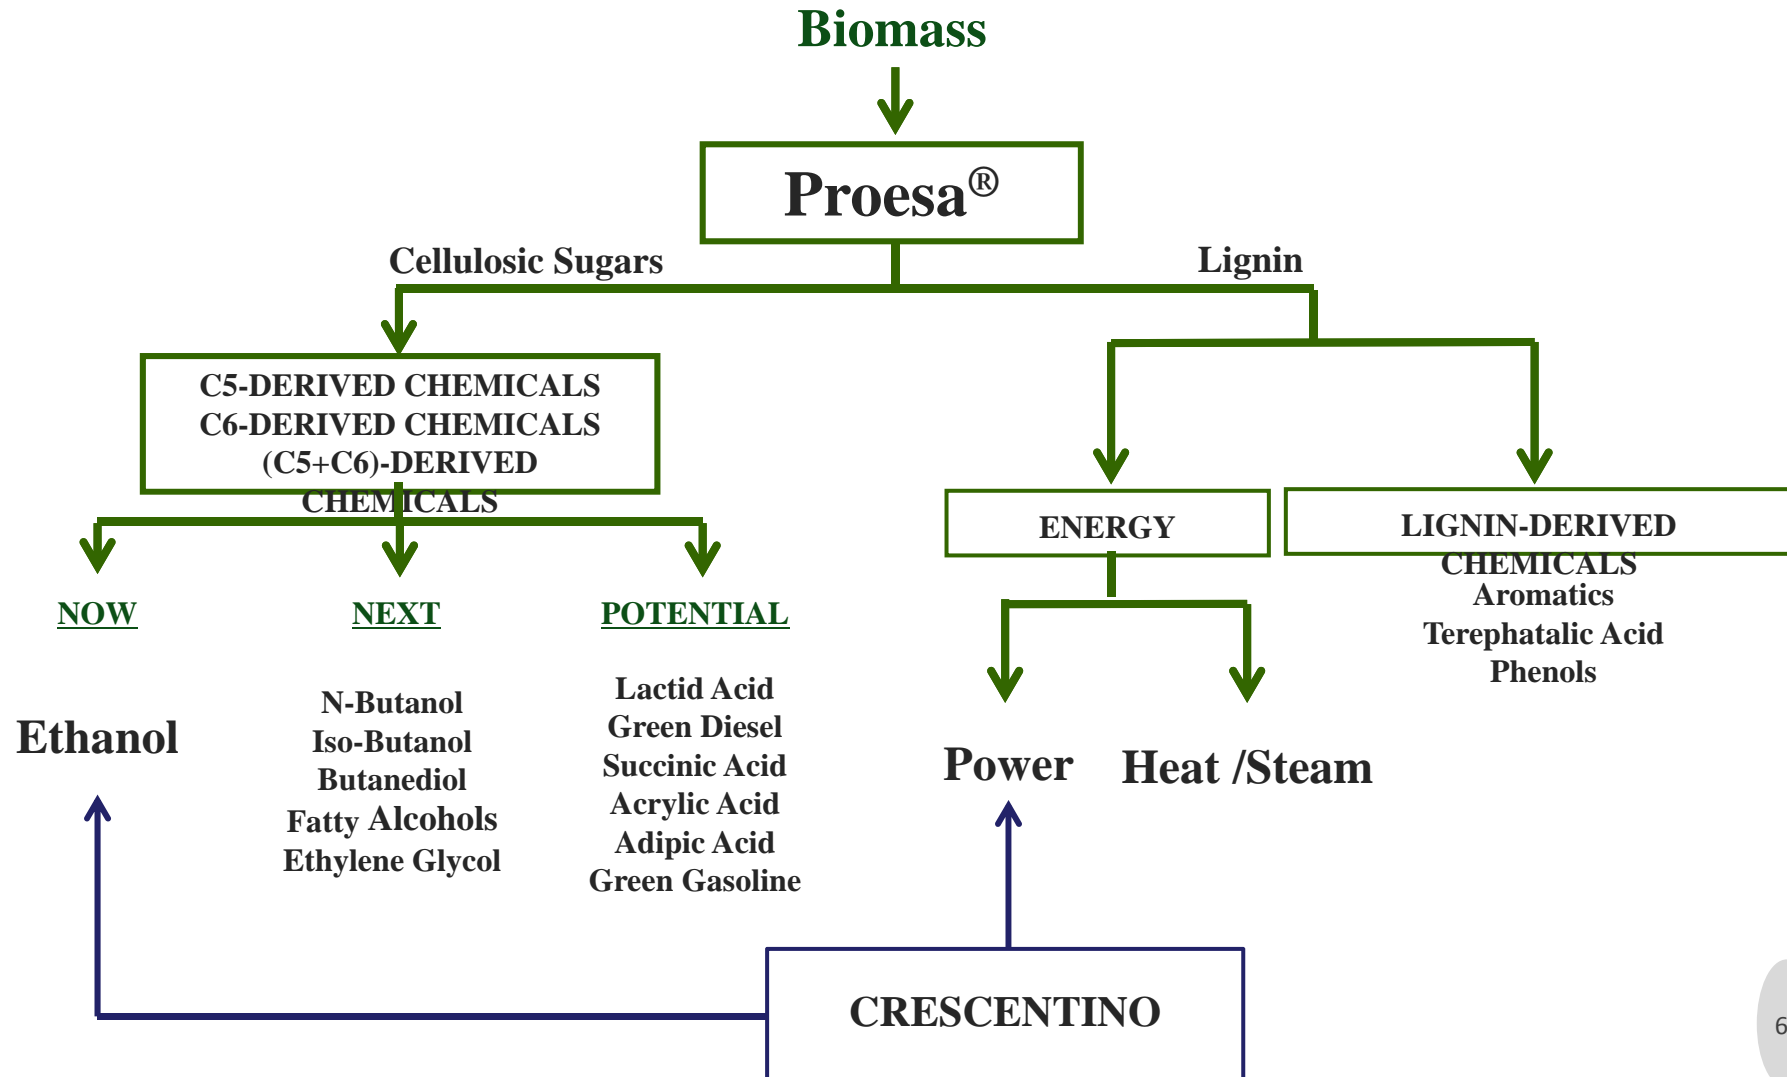 Biomass
Proesa®
Cellulosic Sugars
Lignin
C5-DERIVED CHEMICALS
C6-DERIVED CHEMICALS
(C5+C6)-DERIVED
CHEMICALS
ENERGY
LIGNIN-DERIVED
CHEMICALS
Aromatics
Terephatalic Acid
Phenols
NOW
NEXT
POTENTIAL
Ethanol
N-Butanol
Iso-Butanol
Butanediol
Fatty Alcohols
Ethylene Glycol
Lactid Acid
Green Diesel
Succinic Acid
Acrylic Acid
Adipic Acid
Green Gasoline
Power
Heat /Steam
CRESCENTINO
6